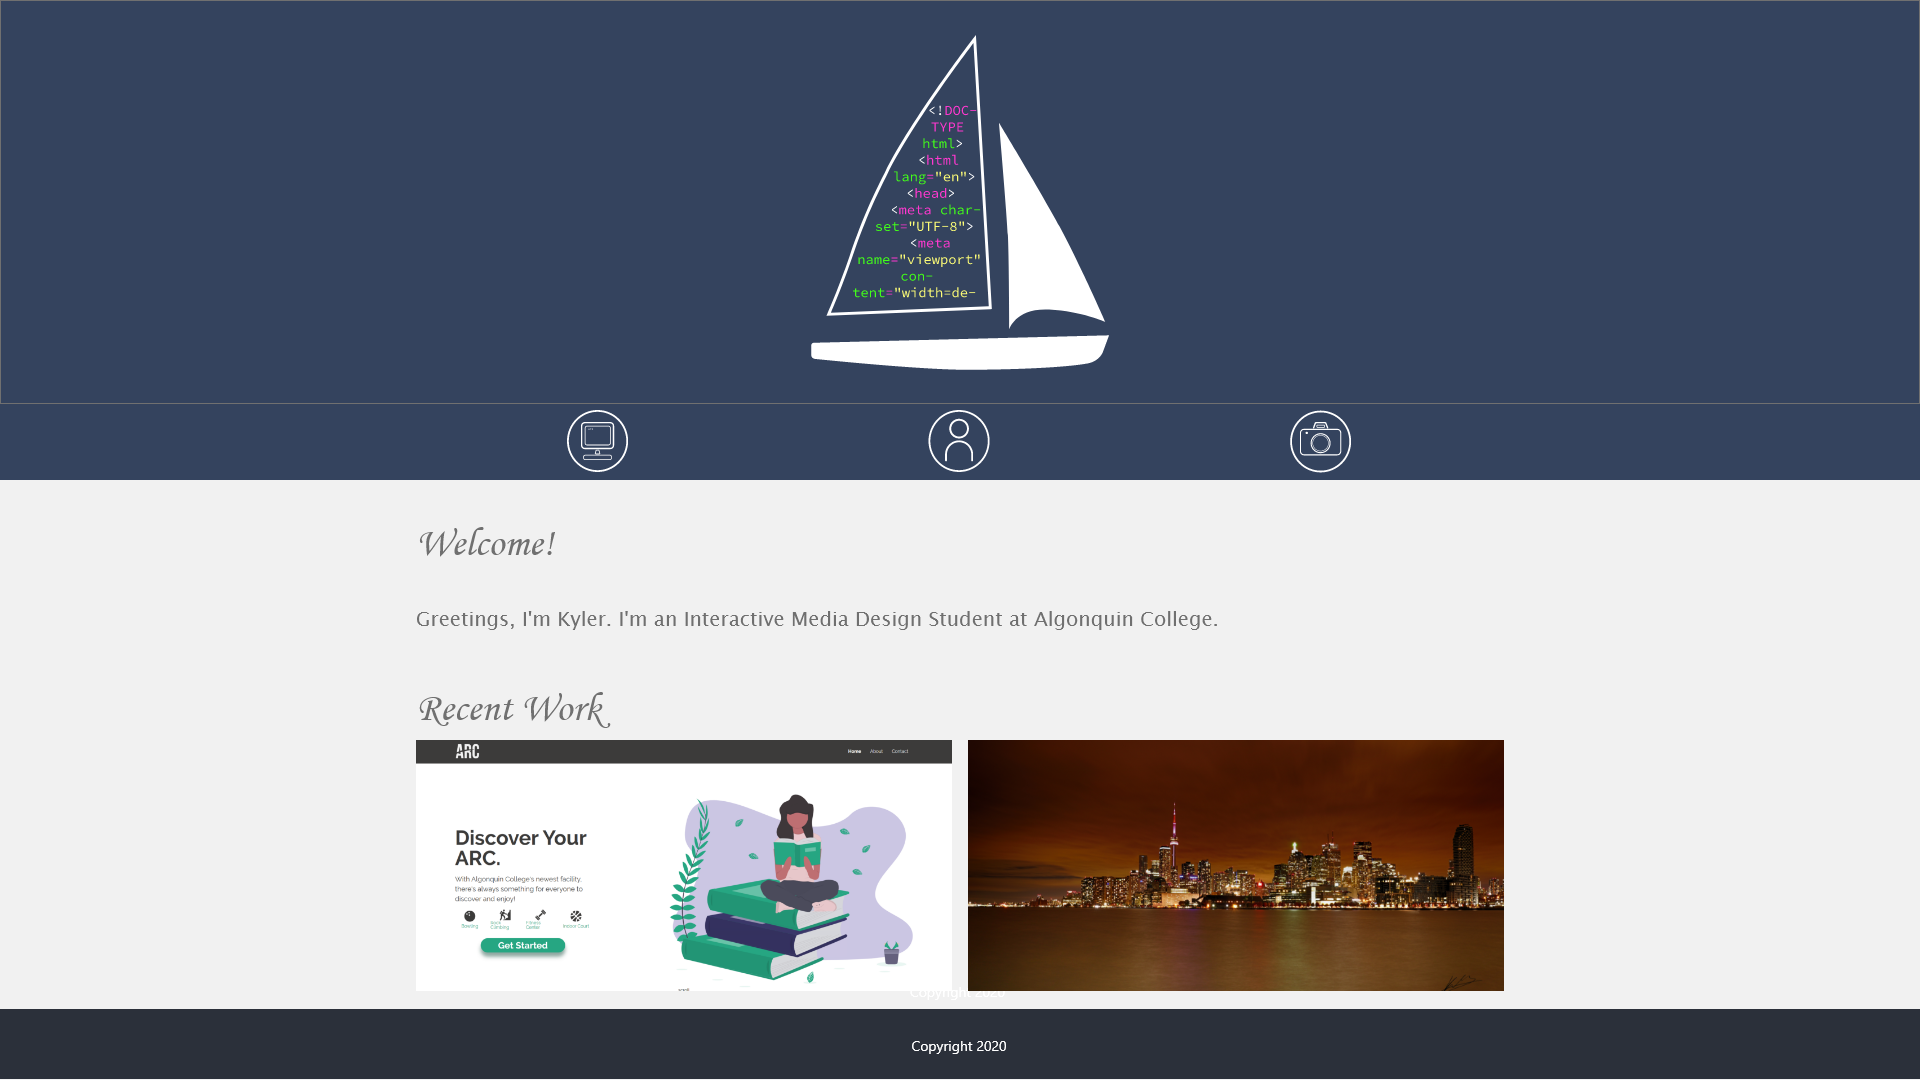 <!DOC-
TYPE
html>
<html
lang="en">
<head>
<meta char-
set="UTF-8">
<meta
name="viewport"
con-
tent="width=de-
Welcome!
Greetings, I'm Kyler. I'm an Interactive Media Design Student at Algonquin College.
Recent Work
ARC
Home About Contact
Discover Your
ARC.
With Algonquin College's newest facility,
there's always something for everyone to
discover and enjoy!
Bowling
Climbing
Center
Indoor Court
Get Started
Copyright 2020
Copyright 2020